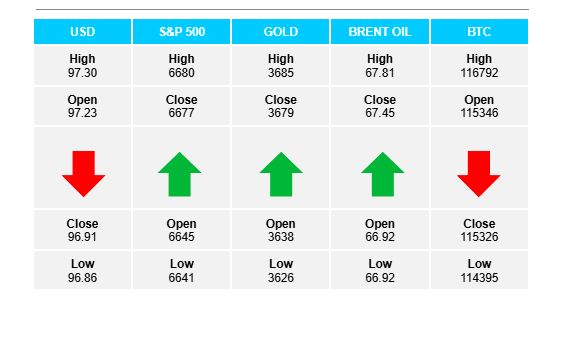 USD S&P 500 GOLD BRENT OIL BTC
High High High High High
97.30 6680 3685 67.81 116792
Open Close Close Close Open
97.23 6677 3679 67.45 115346
Close Open Open Open Close
96.91 6645 3638 66.92 115326
Low Low Low Low Low
96.86 6641 3626 66.92 114395